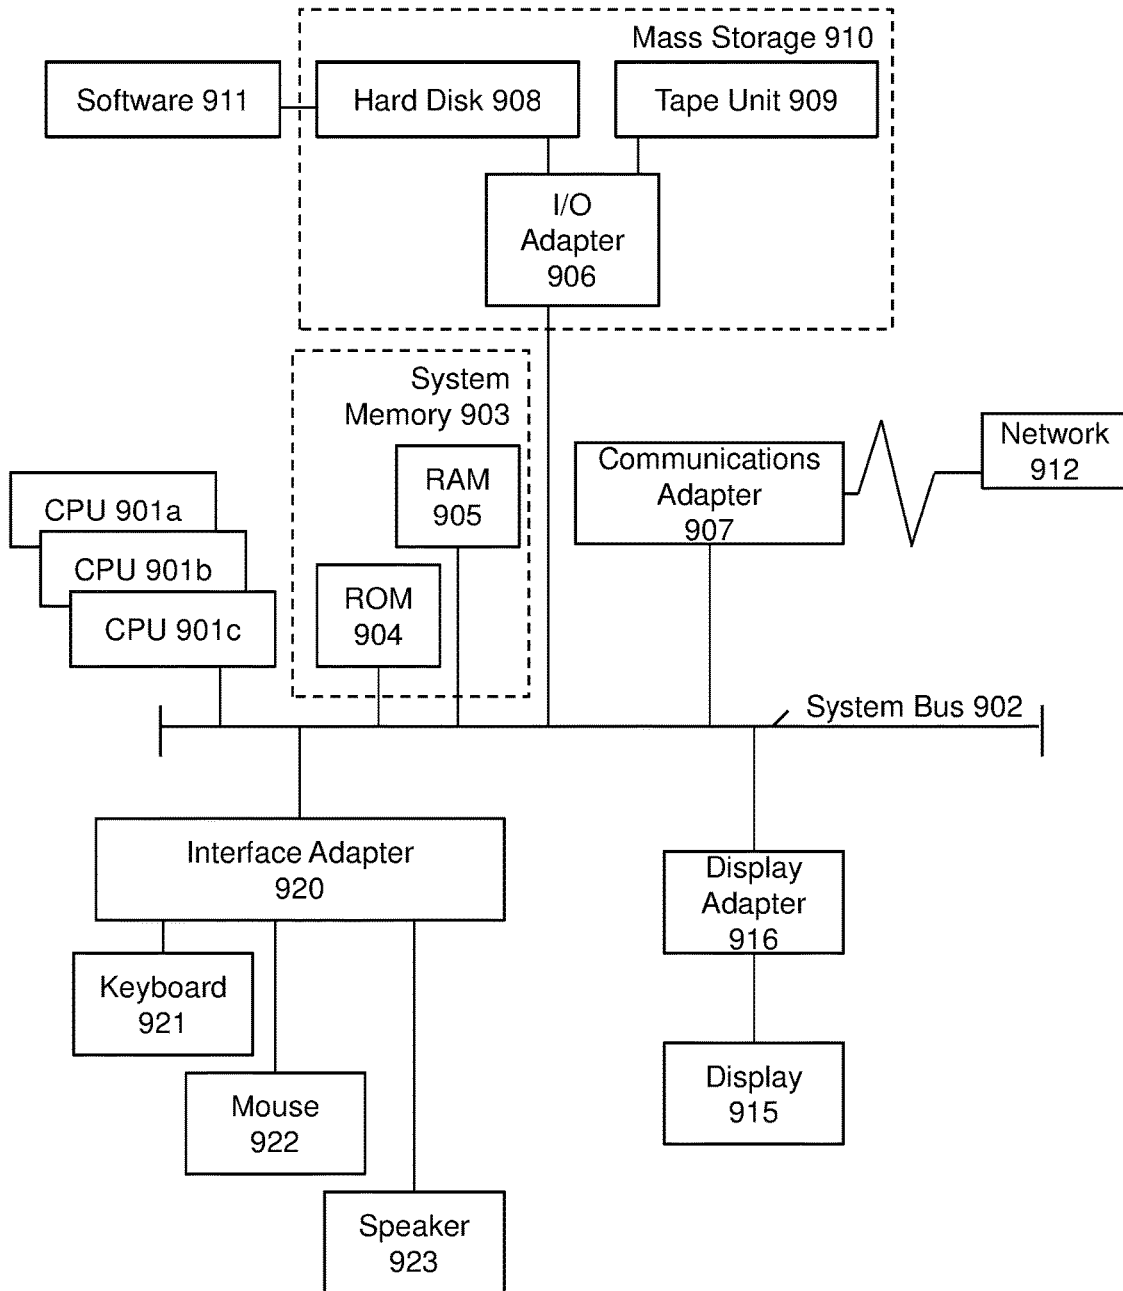 Mass Storage 910
Software 911
Hard Disk 908
Tape Unit 909
I/O
Adapter
906
System
Memory 903
RAM
905
ROM
904
Communications
Adapter
907
Network
912
CPU 901a
CPU 901b
CPU 901c
System Bus 902
Interface Adapter
920
Display
Adapter
916
Keyboard
921
Mouse
922
Speaker
923
Display
915